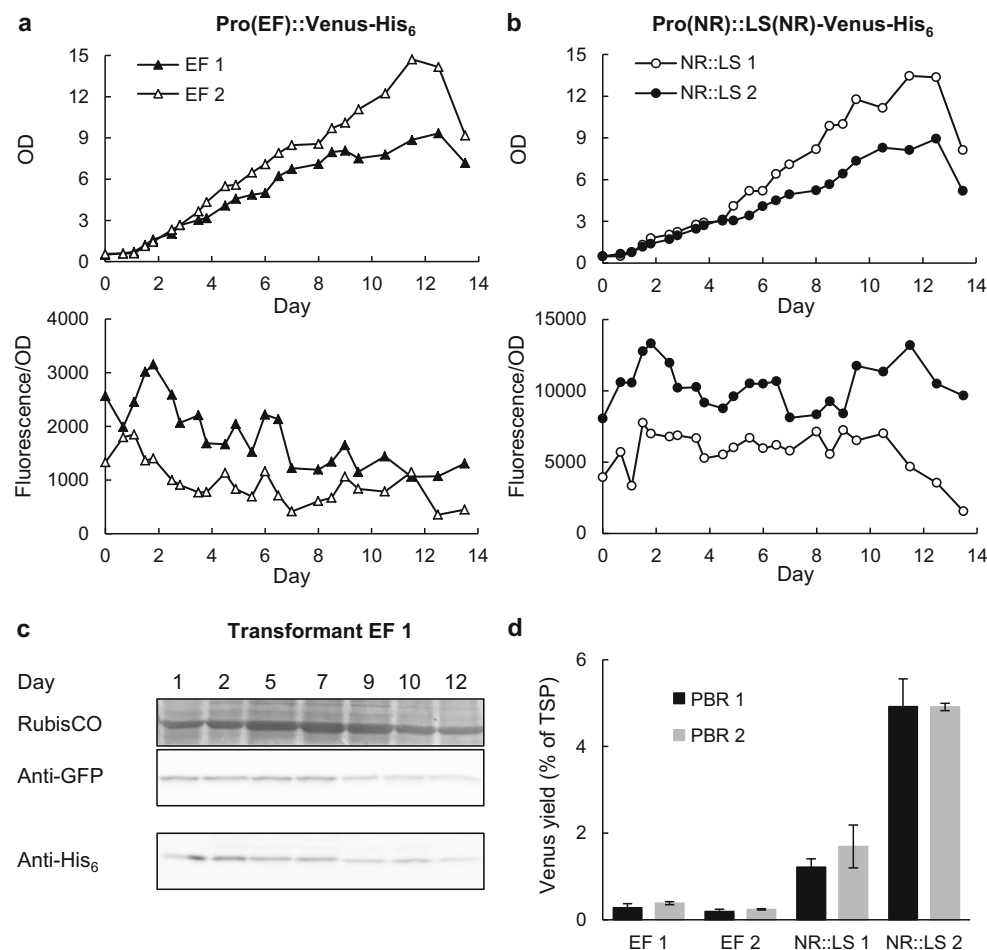 a
Pro(EF)::Venus-His₆
15
12
9
6
3
0
OD
EF 1
EF 2
0 2 4 6 8 10 12 14
Day
4000
3000
2000
1000
0
Fluorescence/OD
0 2 4 6 8 10 12 14
Day
b
Pro(NR)::LS(NR)-Venus-His₆
15
12
9
6
3
0
OD
NR::LS 1
NR::LS 2
0 2 4 6 8 10 12 14
Day
15000
10000
5000
0
Fluorescence/OD
0 2 4 6 8 10 12 14
Day
c
Transformant EF 1
Day 1 2 5 7 9 10 12
RubisCO
Anti-GFP
Anti-His₆
d
6
4
2
0
Venus yield (% of TSP)
PBR 1
PBR 2
EF 1 EF 2 NR::LS 1 NR::LS 2